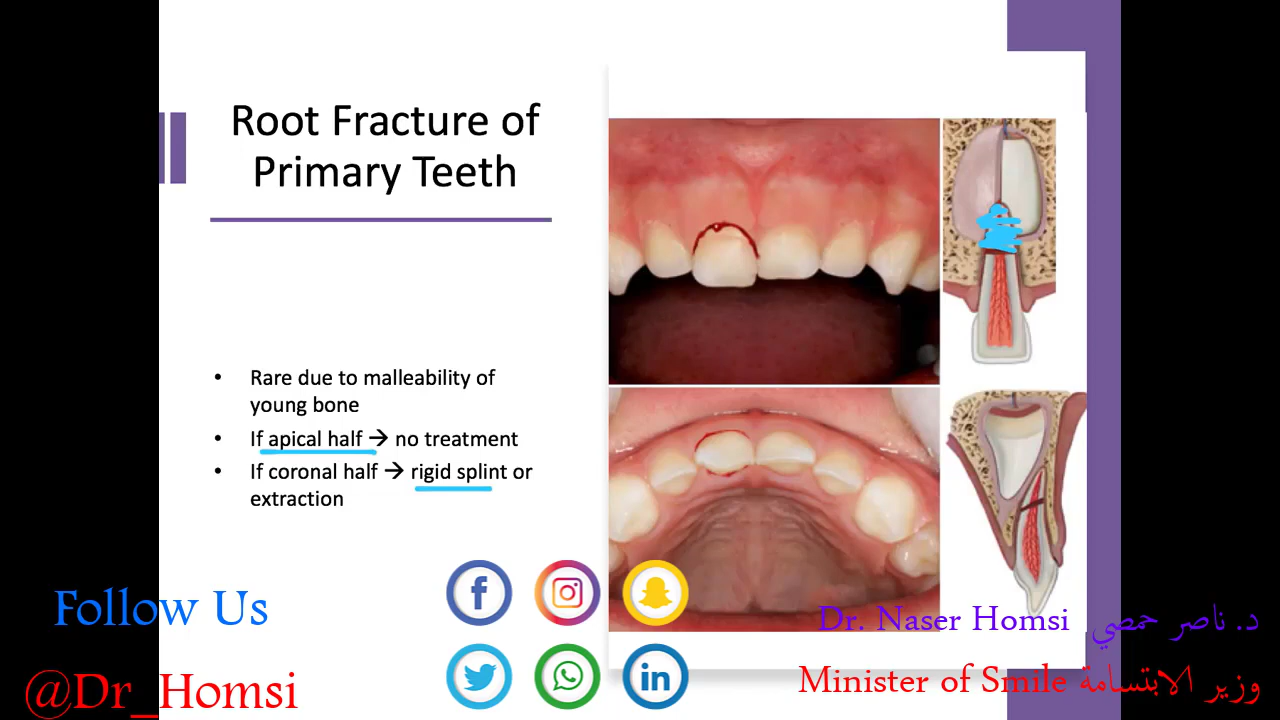 Root Fracture of
Primary Teeth
• Rare due to malleability of
young bone
• If apical half → no treatment
• If coronal half → rigid splint or
extraction
Follow Us
@Dr_Homsi
Dr. Naser Homsi د. ناصر حمصي
Minister of Smile وزير الابتسامة